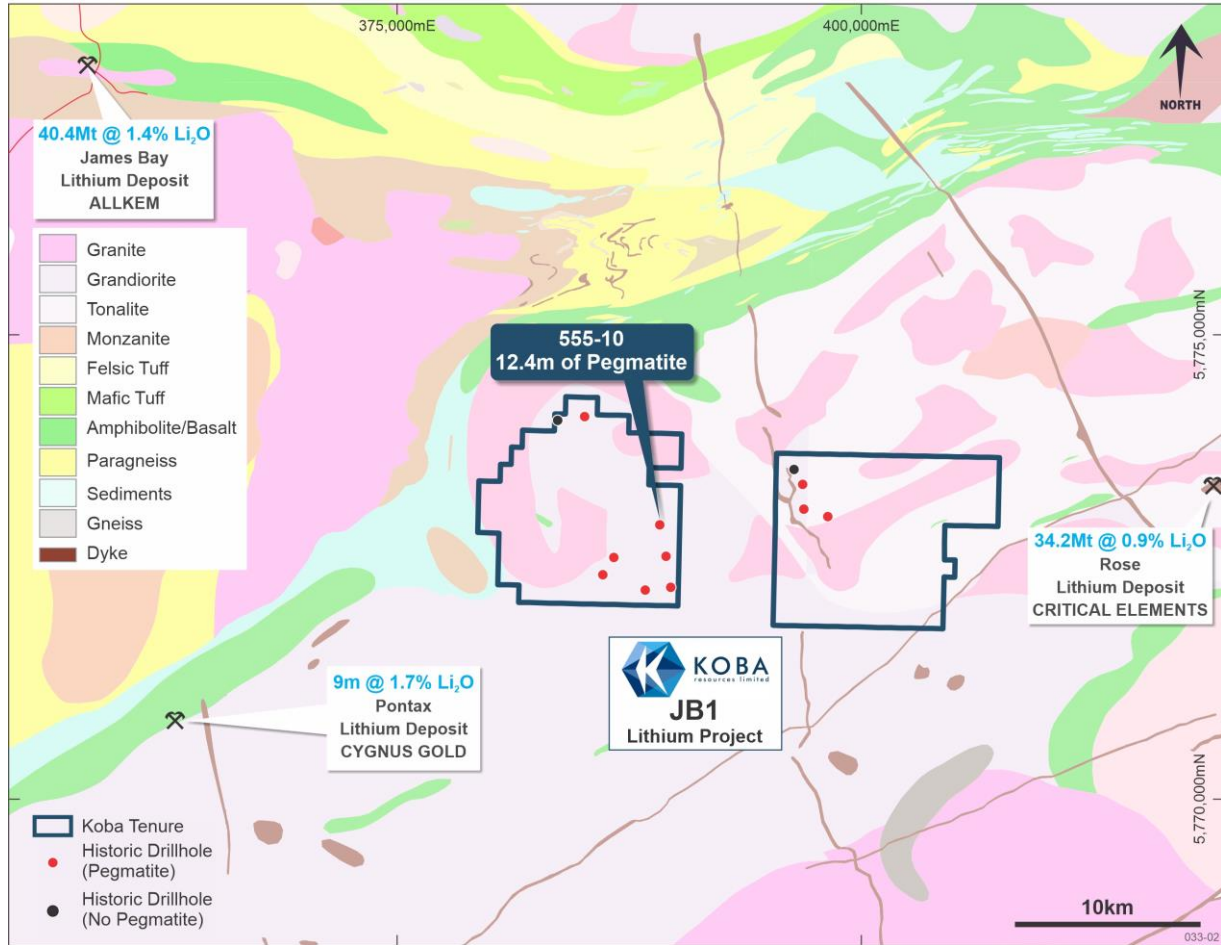 375,000mE
400,000mE
NORTH
40.4Mt @ 1.4% Li₂O
James Bay
Lithium Deposit
ALLKEM
Granite
Grandiorite
Tonalite
Monzanite
Felsic Tuff
Mafic Tuff
Amphibolite/Basalt
Paragneiss
Sediments
Gneiss
Dyke
555-10
12.4m of Pegmatite
5,775,000mN
34.2Mt @ 0.9% Li₂O
Rose
Lithium Deposit
CRITICAL ELEMENTS
KOBA
resources limited
JB1
Lithium Project
9m @ 1.7% Li₂O
Pontax
Lithium Deposit
CYGNUS GOLD
5,770,000mN
Koba Tenure
Historic Drillhole
(Pegmatite)
Historic Drillhole
(No Pegmatite)
10km
033-02